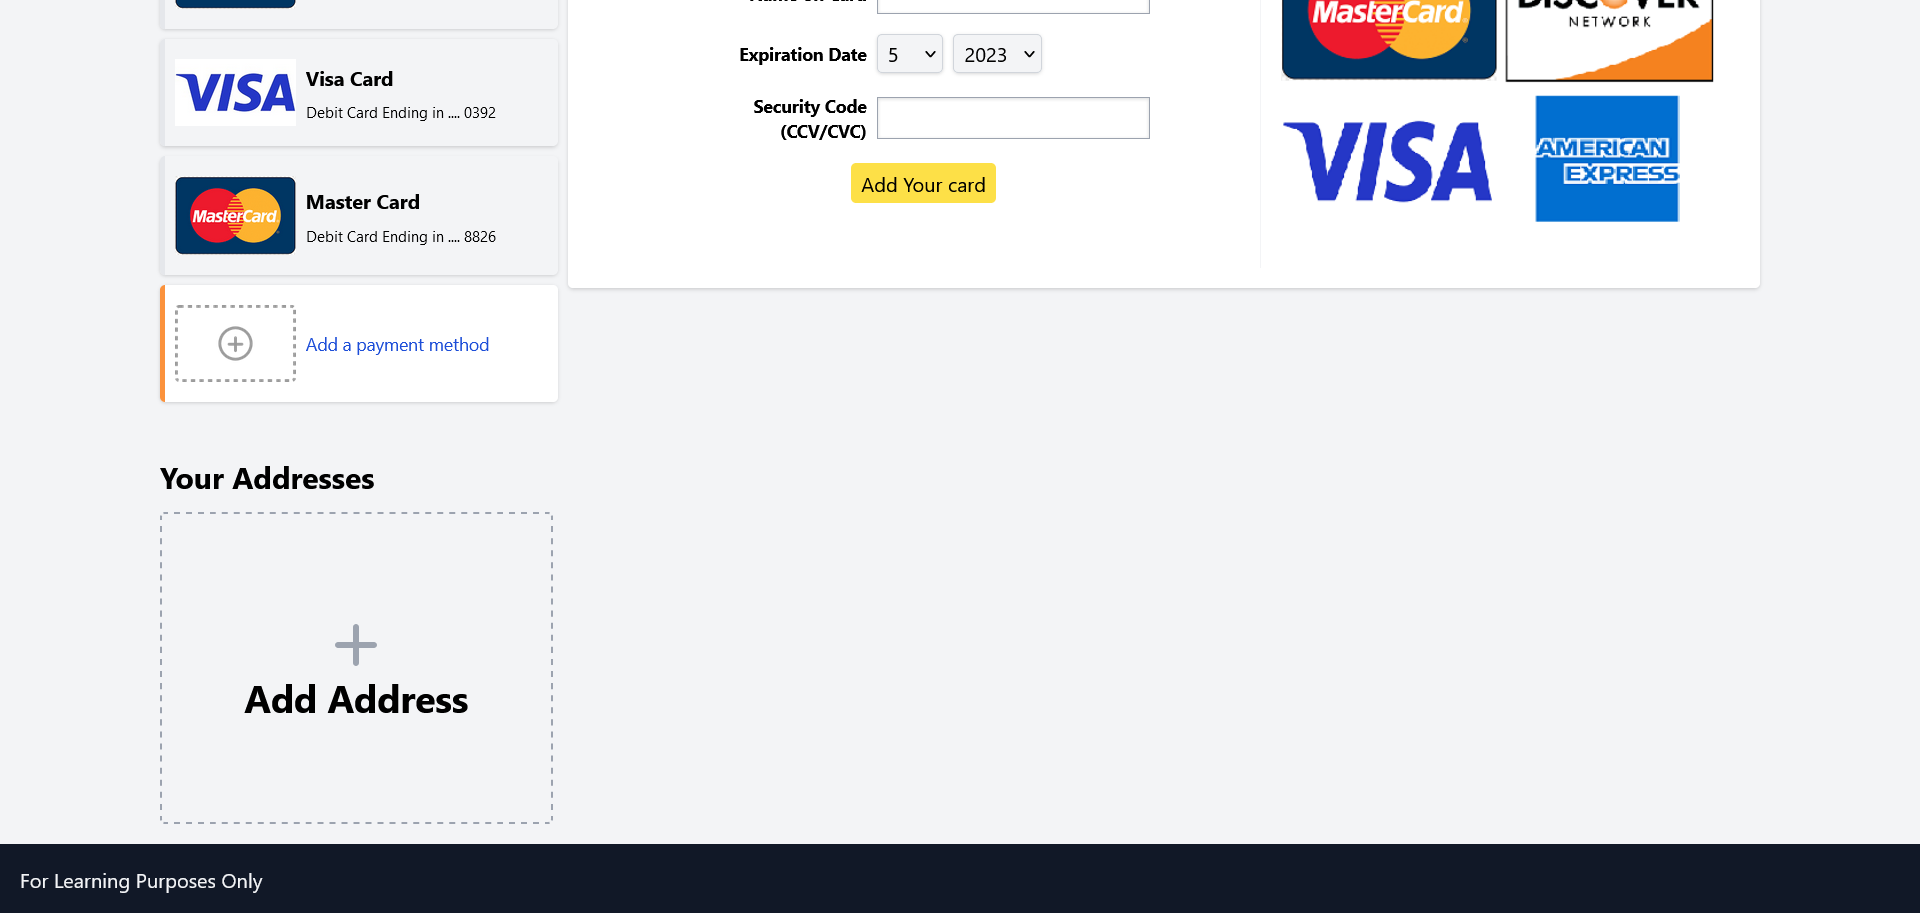 VISA
Visa Card
Debit Card Ending in .... 0392
MasterCard
Master Card
Debit Card Ending in .... 8826
Add a payment method
Expiration Date
5
2023
Security Code
(CCV/CVC)
Add Your card
MasterCard
DISCOVER
NETWORK
VISA
AMERICAN
EXPRESS
Your Addresses
Add Address
For Learning Purposes Only